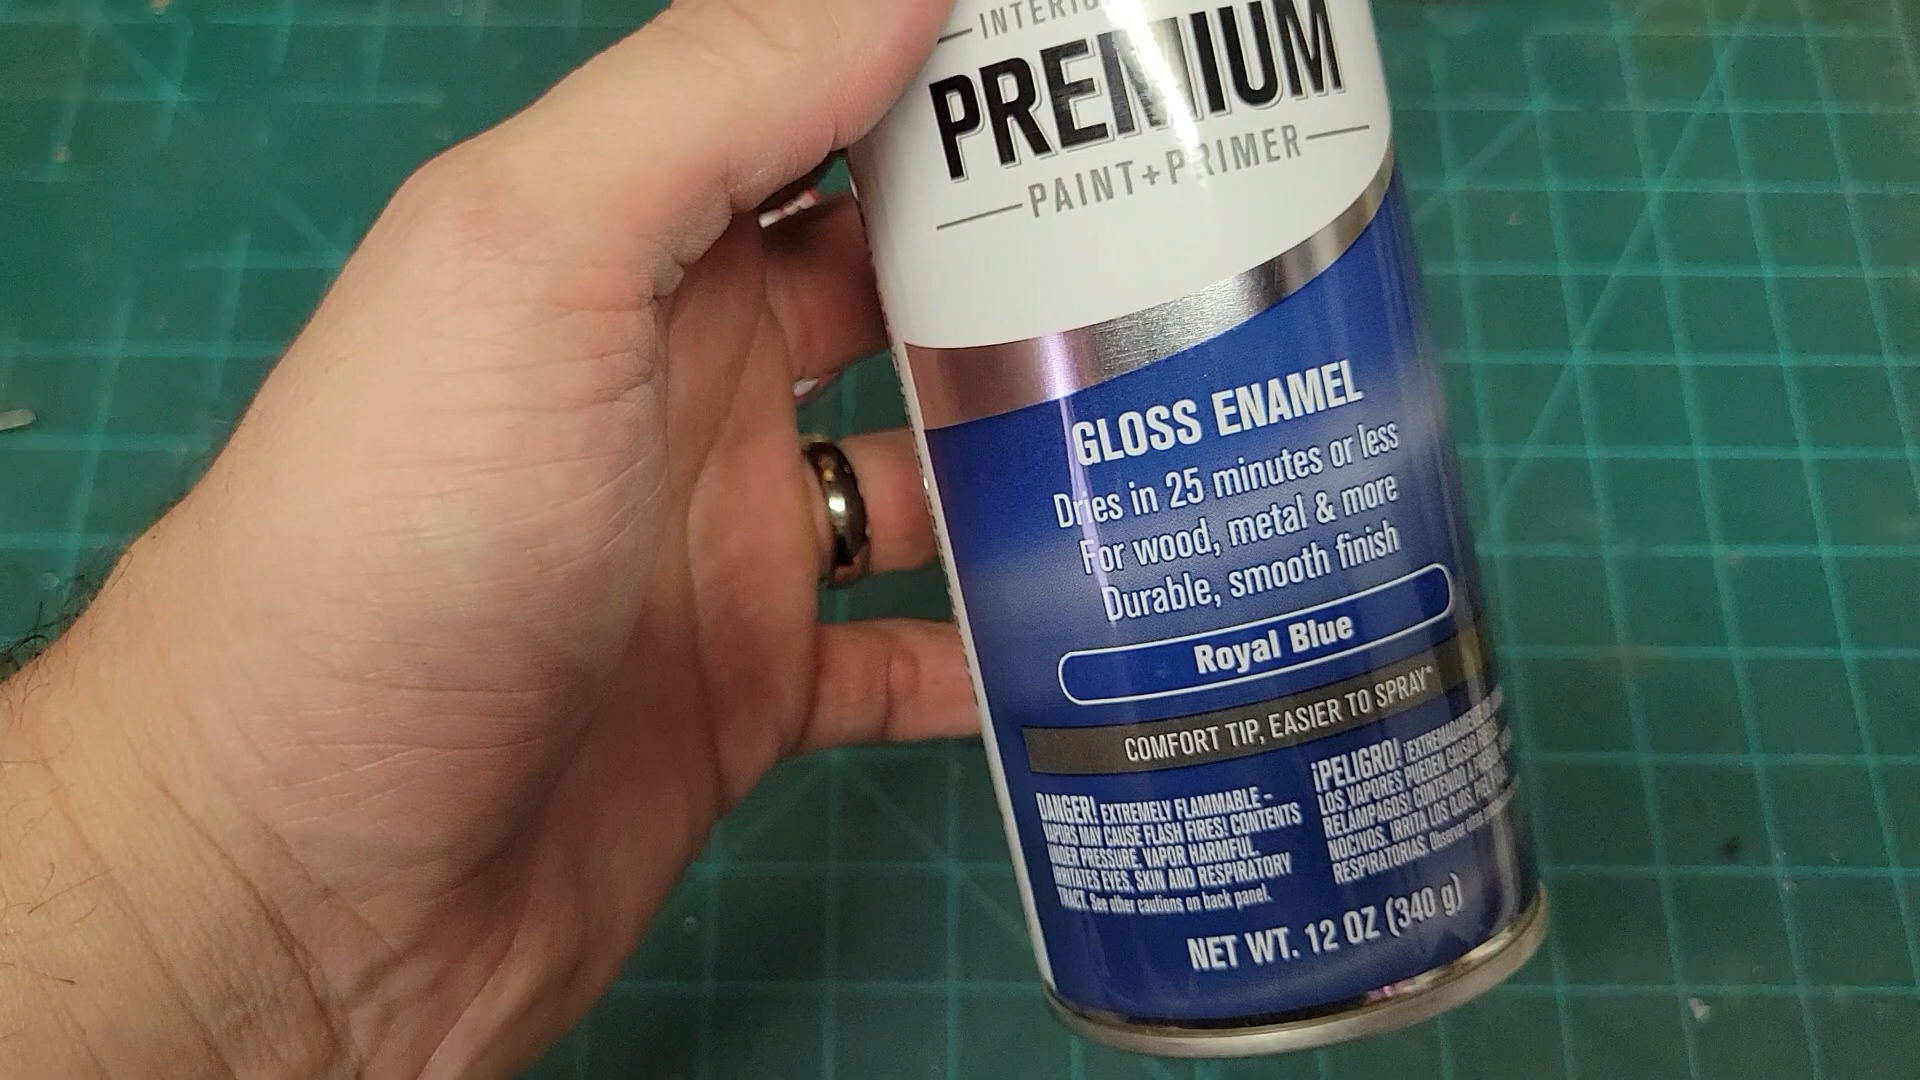 PREMIUM
PAINT+PRIMER
GLOSS ENAMEL
Dries in 25 minutes or less
For wood, metal & more
Durable, smooth finish
Royal Blue
COMFORT TIP, EASIER TO SPRAY*
DANGER! EXTREMELY FLAMMABLE -
VAPORS MAY CAUSE FLASH FIRES! CONTENTS
UNDER PRESSURE. VAPOR HARMFUL.
IRRITATES EYES, SKIN AND RESPIRATORY
TRACT. See other cautions on back panel.
¡PELIGRO!
LOS VAPORES PUEDEN CAUSAR
RELAMPAGOS! CONTENIDO A
NOCIVOS. IRRITA LOS OJOS,
RESPIRATORIAS.
NET WT. 12 OZ (340 g)